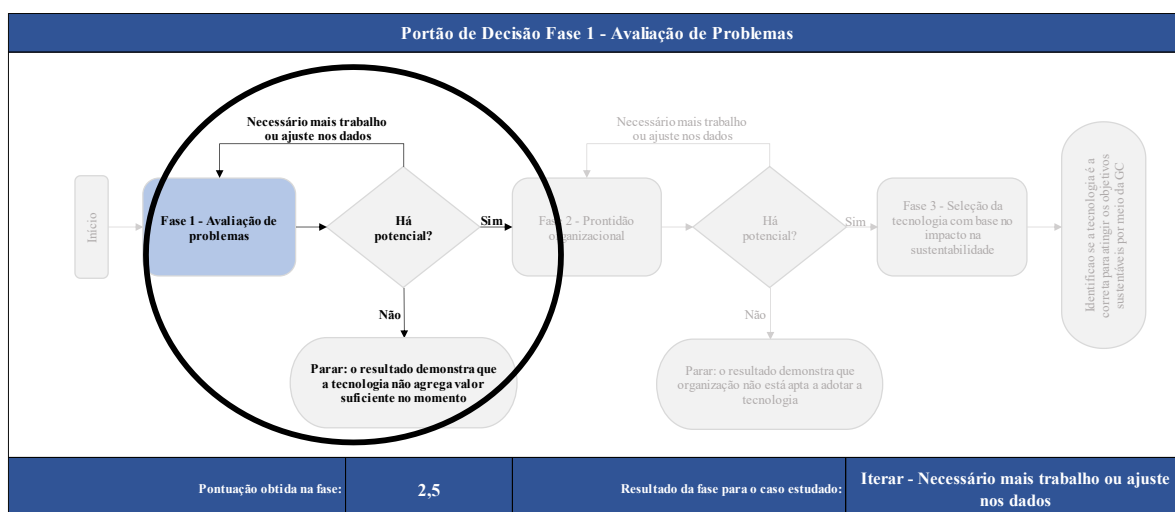 Portão de Decisão Fase 1 - Avaliação de Problemas
Início
Fase 1 - Avaliação de
problemas
Necessário mais trabalho
ou ajuste nos dados
Há
potencial?
Sim
Não
Parar: o resultado demonstra que
a tecnologia não agrega valor
suficiente no momento
Fase 2 - Prontidão
organizacional
Necessário mais trabalho
ou ajuste nos dados
Há
potencial?
Sim
Não
Parar: o resultado demonstra que
organização não está apta a adotar a
tecnologia
Fase 3 - Seleção da
tecnologia com base no
impacto na
sustentabilidade
Identificao se a tecnologia é a
correta para atingir os objetivos
sustentáveis por meio da GC
Pontuação obtida na fase:
2,5
Resultado da fase para o caso estudado:
Iterar - Necessário mais trabalho ou ajuste
nos dados